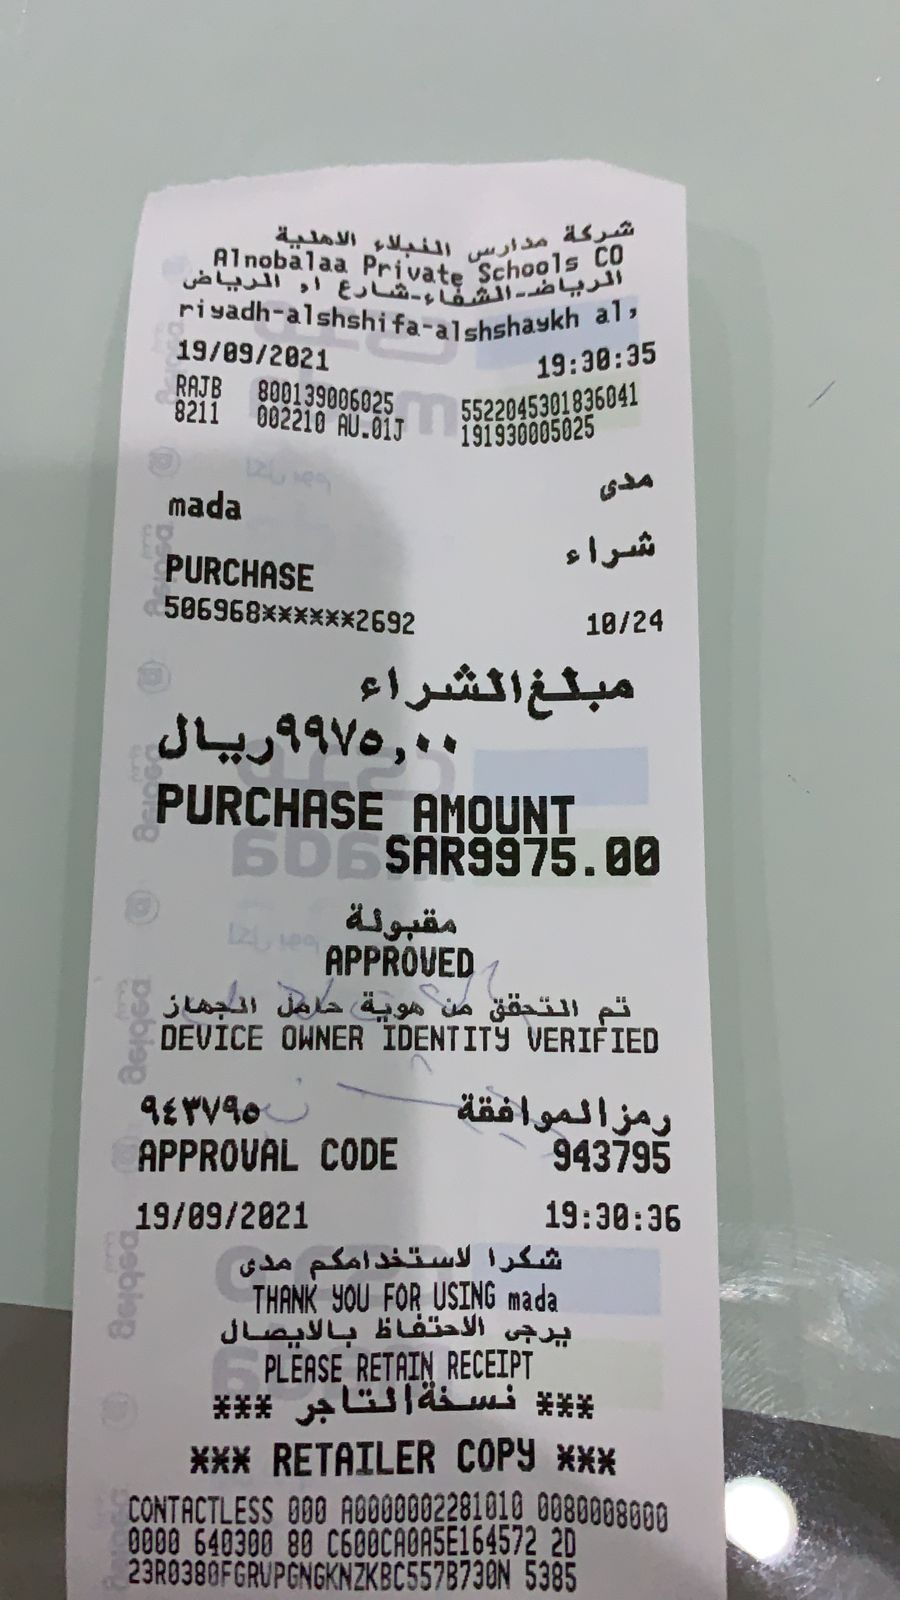 شركة مدارس النبلاء الاهلية
Alnobalaa Private Schools CO
الرياض-الشفاء-شارع ا, الرياض
riyadh-alshshifa-alshshaykh al,
19/09/2021 19:30:35
RAJB 800139006025 5522045301836041
8211 002210 AU.01J 191930005025
مدى
mada
شراء
PURCHASE
506968******2692 10/24
مبلغ الشراء
٩٩٧٥,٠٠ ريال
PURCHASE AMOUNT
SAR9975.00
مقبولة
APPROVED
تم التحقق من هوية حامل الجهاز
DEVICE OWNER IDENTITY VERIFIED
رمز الموافقة ٩٤٣٧٩٥
APPROVAL CODE 943795
19/09/2021 19:30:36
شكرا لاستخدامكم مدى
THANK YOU FOR USING mada
يرجى الاحتفاظ بالايصال
PLEASE RETAIN RECEIPT
*** نسخة التاجر ***
*** RETAILER COPY ***
CONTACTLESS 000 A0000002281010 0080008000
0000 640300 80 C600CA0A5E164572 2D
23R0380FGRVPGNGKNZKBC557B730N 5385